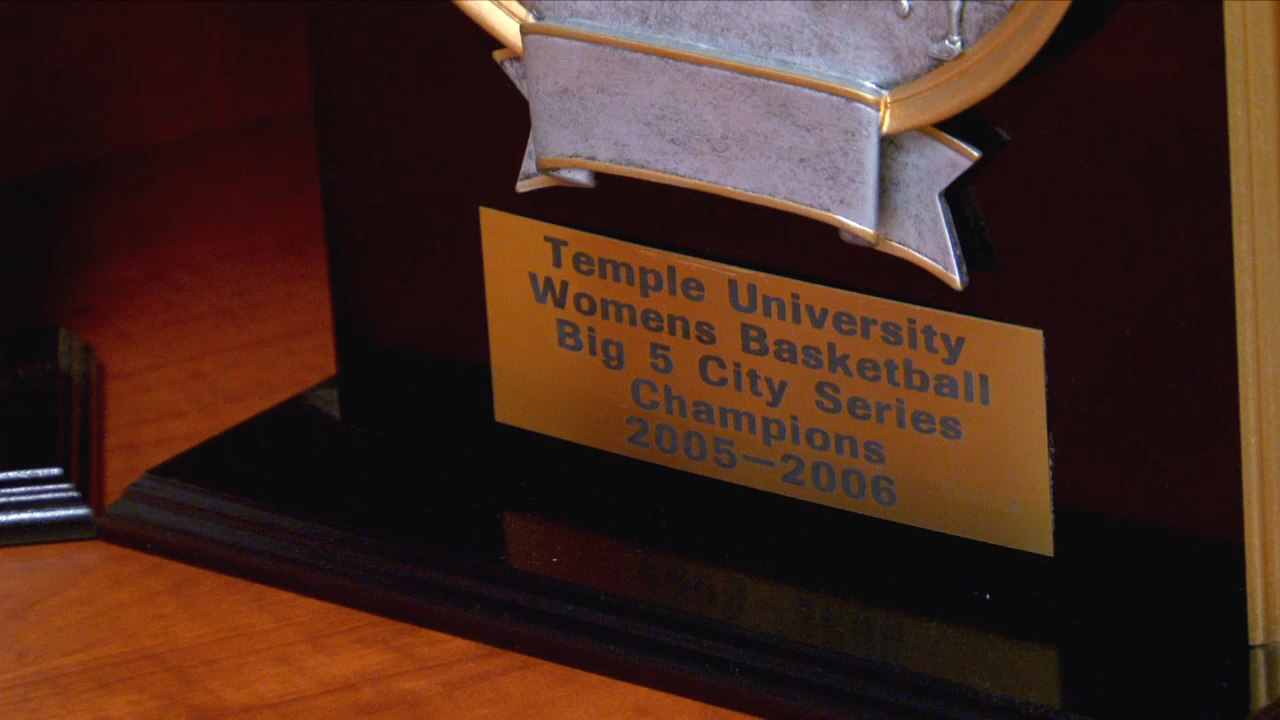 Temple University
Womens Basketball
Big 5 City Series
Champions
2005—2006